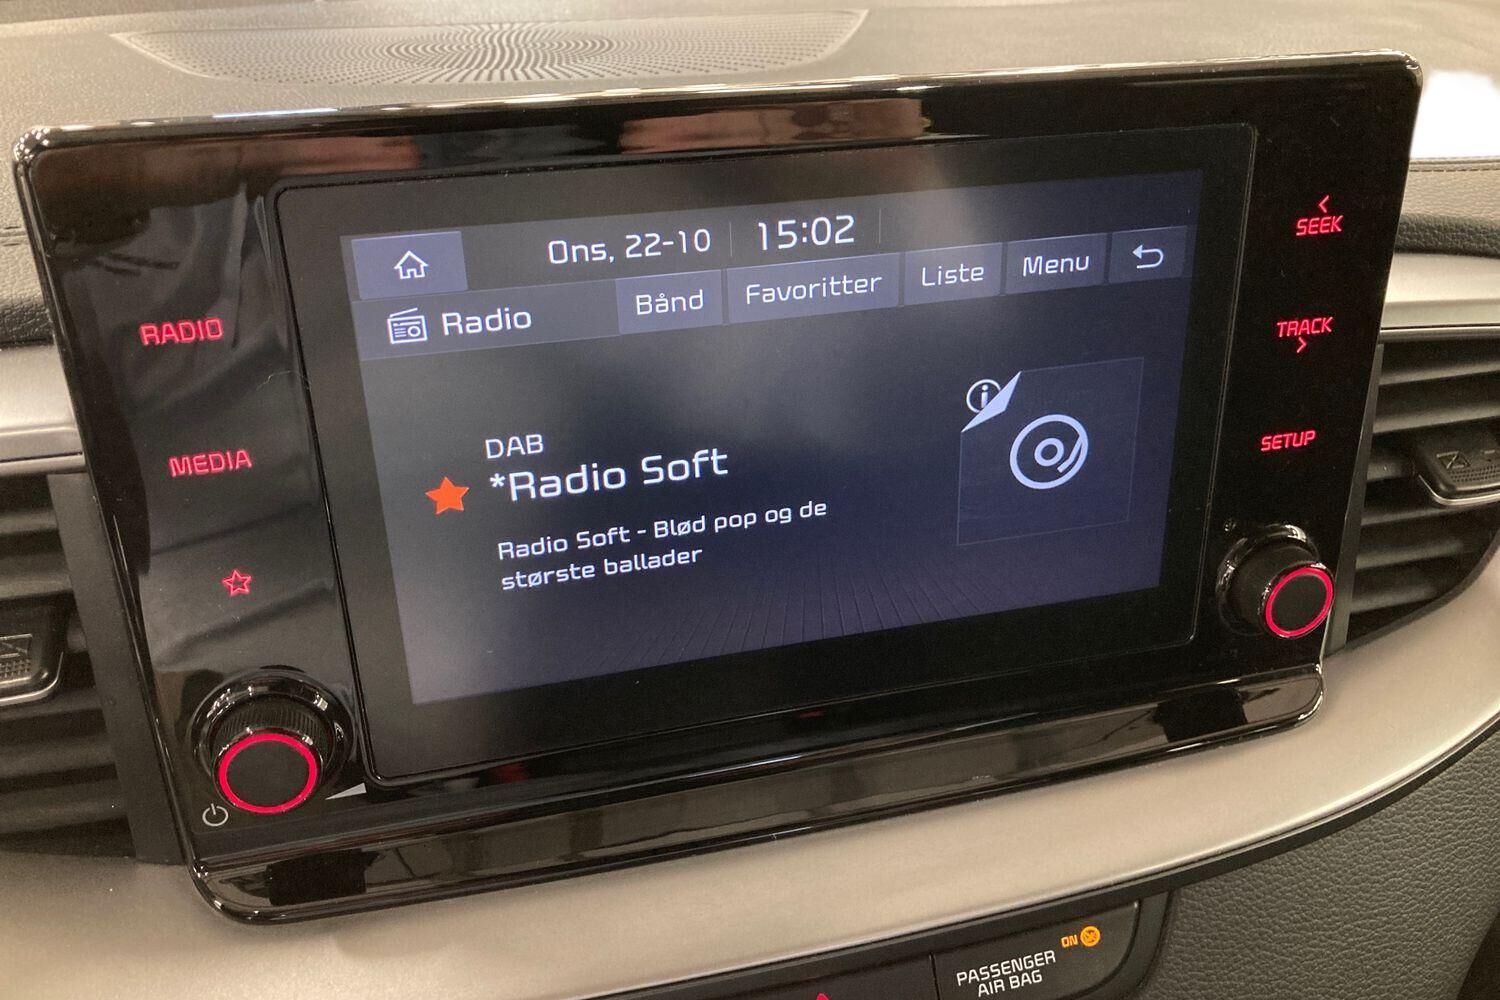 Ons, 22-10 15:02
Radio Bånd Favoritter Liste Menu
DAB
*Radio Soft
Radio Soft - Blød pop og de
største ballader
RADIO
MEDIA
SEEK
TRACK
SETUP
ON
PASSENGER
AIR BAG